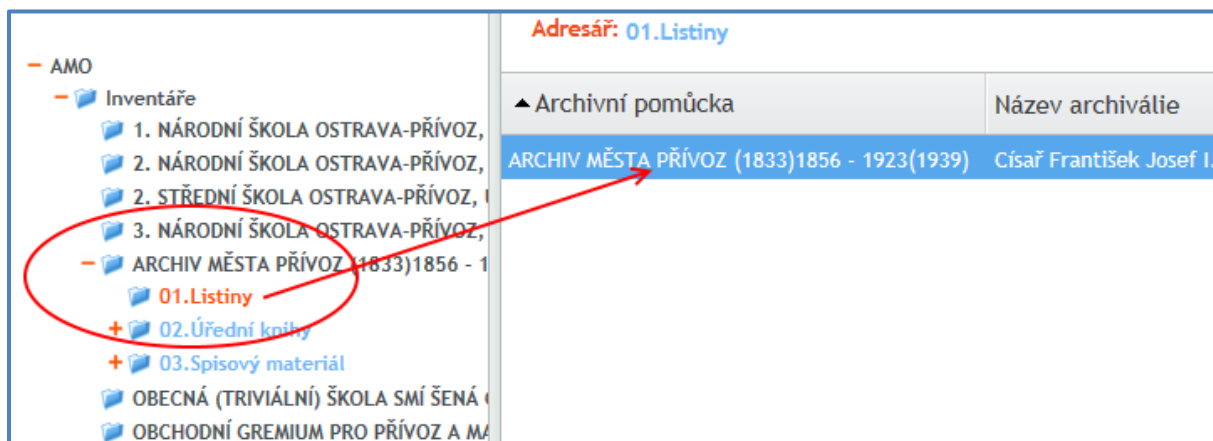 AMO
Inventáře
1. NÁRODNÍ ŠKOLA OSTRAVA-PŘÍVOZ,
2. NÁRODNÍ ŠKOLA OSTRAVA-PŘÍVOZ,
2. STŘEDNÍ ŠKOLA OSTRAVA-PŘÍVOZ,
3. NÁRODNÍ ŠKOLA OSTRAVA-PŘÍVOZ,
ARCHIV MĚSTA PŘÍVOZ (1833)1856 - 1
01.Listiny
02.Úřední knihy
03.Spisový materiál
OBECNÁ (TRIVIÁLNÍ) ŠKOLA SMÍ ŠENÁ
OBCHODNÍ GREMIUM PRO PŘÍVOZ A
Adresář: 01.Listiny
Archivní pomůcka Název archiválie
ARCHIV MĚSTA PŘÍVOZ (1833)1856 - 1923(1939) Císař František Josef I.